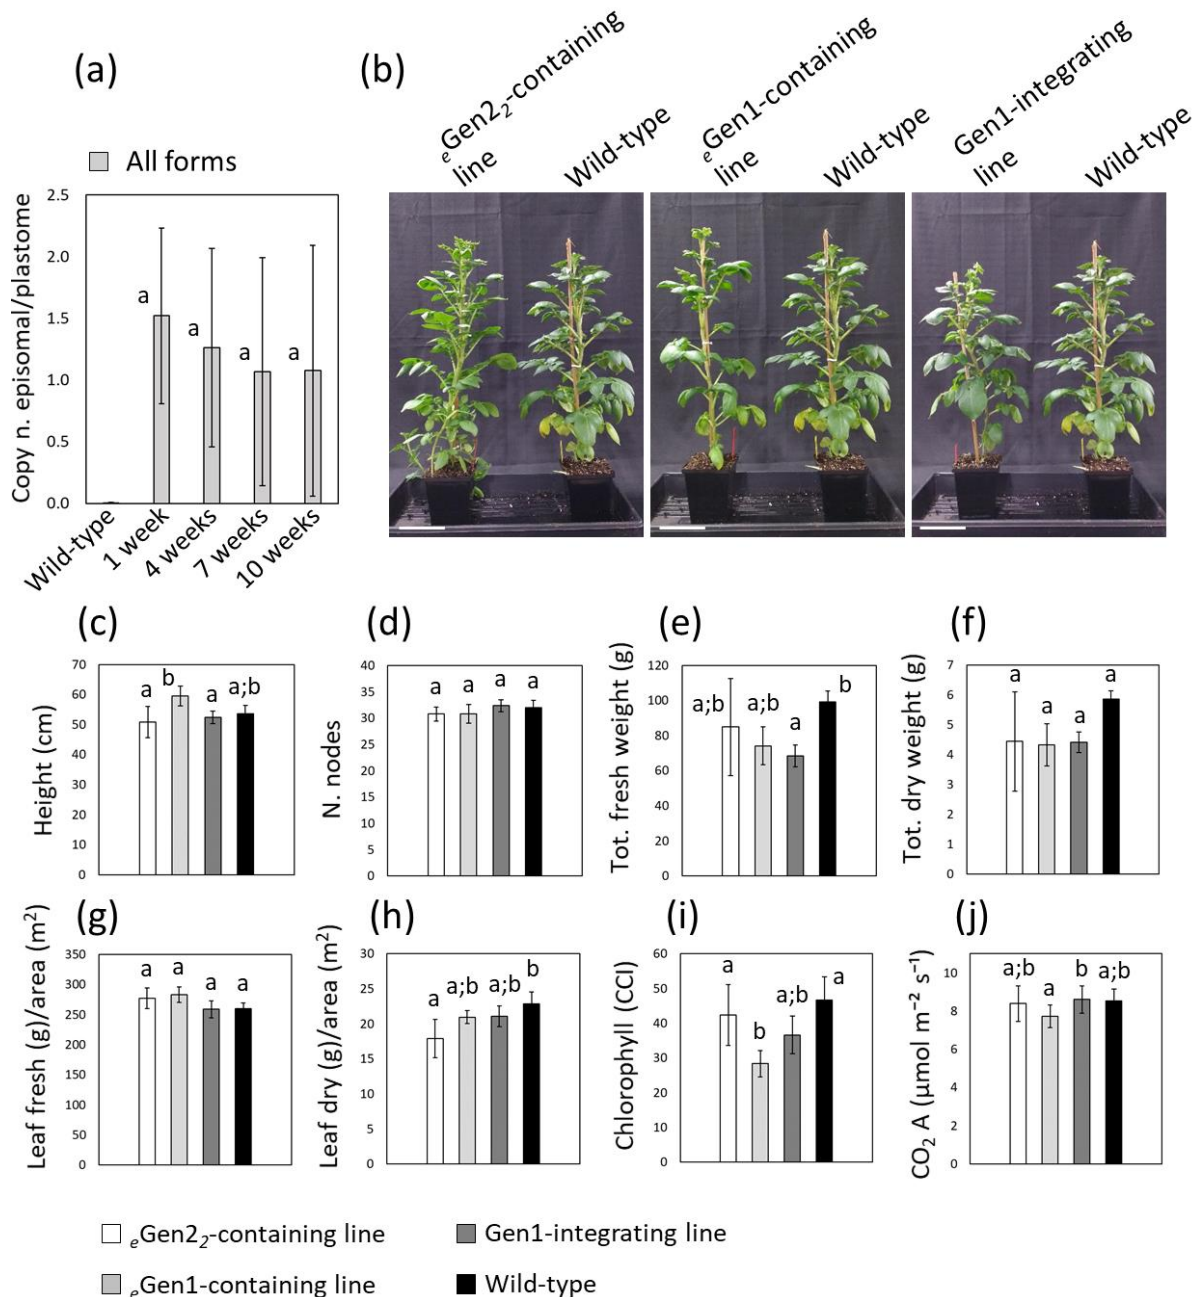 (a)
All forms
Copy n. episomal/plastome
2.5
2.0
1.5
1.0
0.5
0.0
a
a
a
a
Wild-type
1 week
4 weeks
7 weeks
10 weeks
(b)
eGen2₂-containing
line
Wild-type
eGen1-containing
line
Wild-type
Gen1-integrating
line
Wild-type
(c)
Height (cm)
70
60
50
40
30
20
10
0
a
b
a
a;b
(d)
N. nodes
40
35
30
25
20
15
10
5
0
a
a
a
a
(e)
Tot. fresh weight (g)
120
100
80
60
40
20
0
a;b
a;b
a
b
(f)
Tot. dry weight (g)
7
6
5
4
3
2
1
0
a
a
a
a
(g)
Leaf fresh (g)/area (m²)
350
300
250
200
150
100
50
0
a
a
a
a
(h)
Leaf dry (g)/area (m²)
30
25
20
15
10
5
0
a
a;b
a;b
b
(i)
Chlorophyll (CCI)
60
50
40
30
20
10
0
a
b
a;b
a
(j)
CO₂ A (µmol m⁻² s⁻¹)
10
8
6
4
2
0
a;b
a
b
a;b
eGen2₂-containing line
Gen1-integrating line
eGen1-containing line
Wild-type